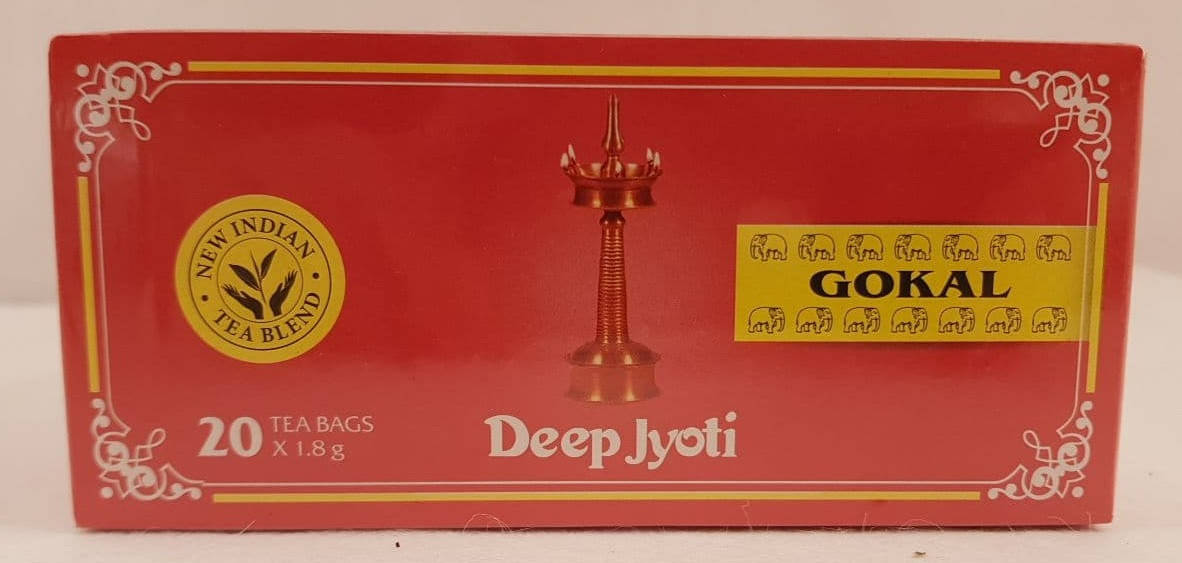 NEW INDIAN
TEA BLEND
GOKAL
20 TEA BAGS
X 1.8 g
Deep Jyoti